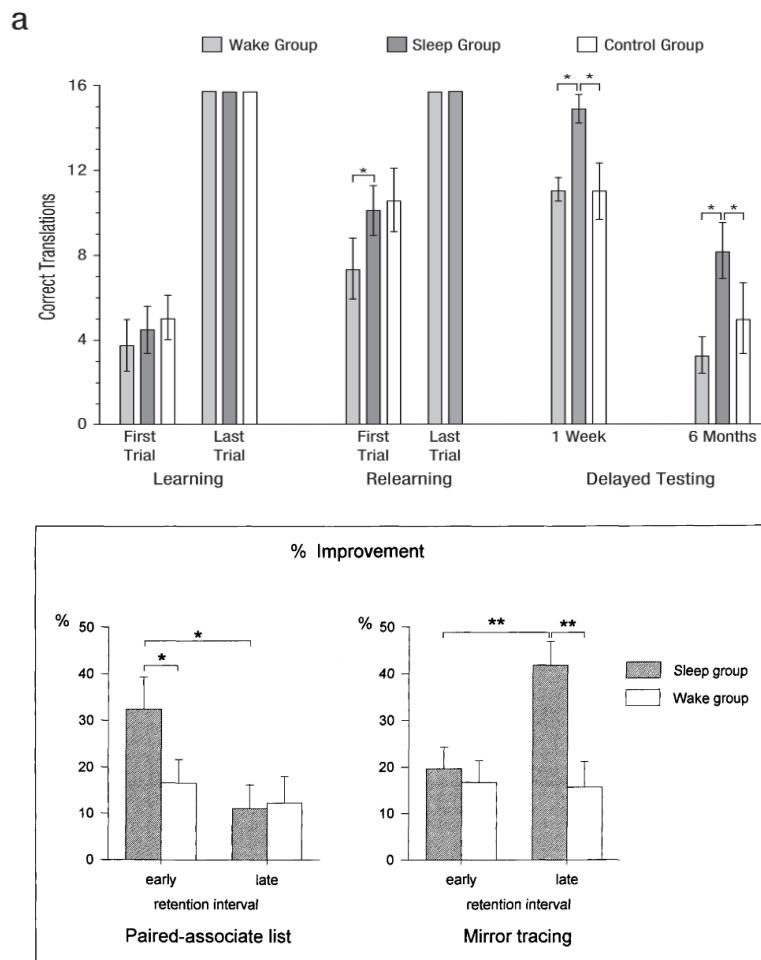 a
Wake Group Sleep Group Control Group
Correct Translations
16
12
8
4
0
* *
*
* *
First Trial
Last Trial
First Trial
Last Trial
1 Week
6 Months
Learning
Relearning
Delayed Testing
% Improvement
%
50
40
30
20
10
0
*
*
early late
retention interval
Paired-associate list
%
50
40
30
20
10
0
** **
early late
retention interval
Mirror tracing
Sleep group
Wake group